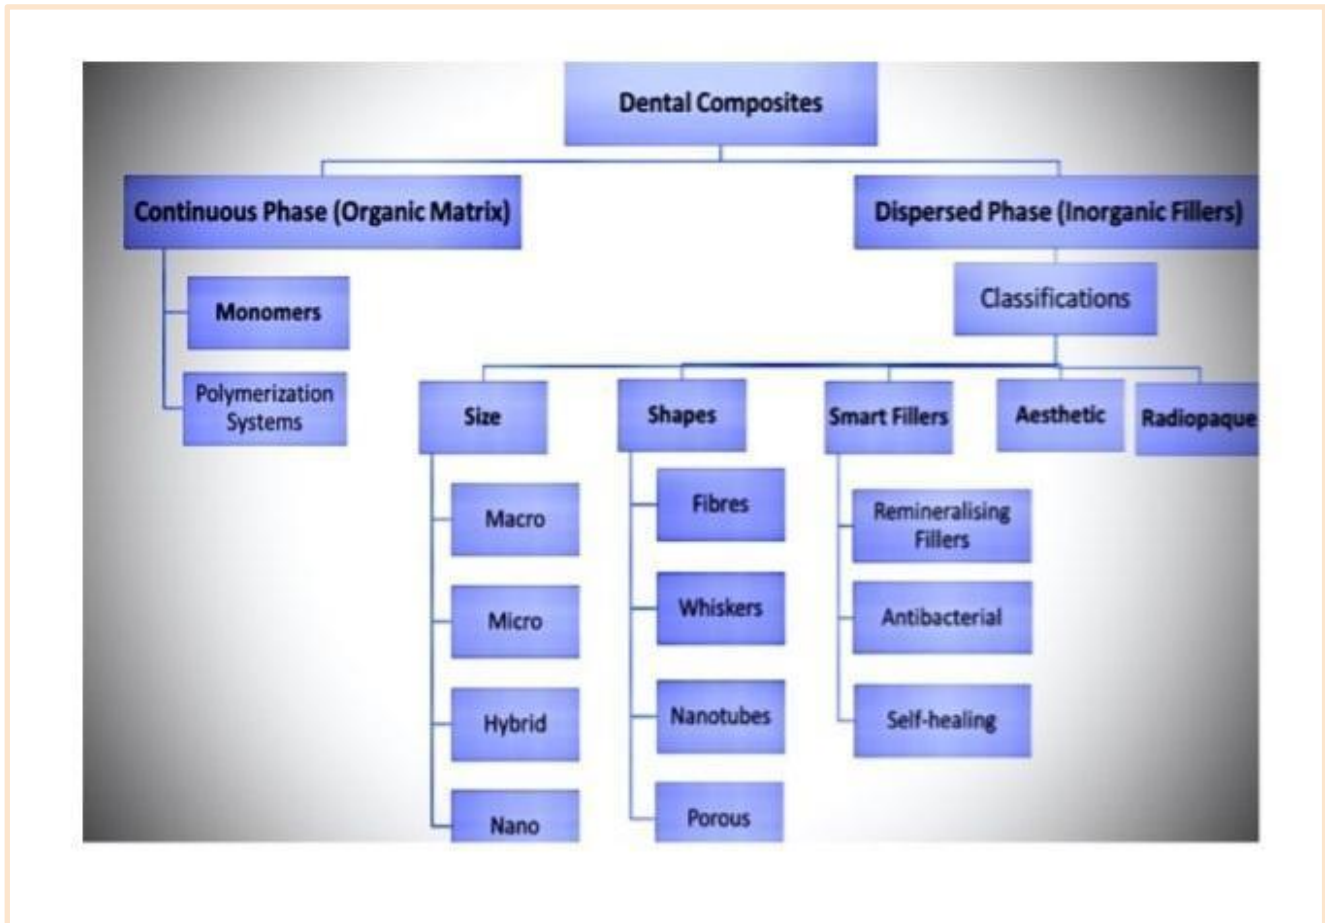 Dental Composites
Continuous Phase (Organic Matrix)
Dispersed Phase (Inorganic Fillers)
Monomers
Polymerization
Systems
Classifications
Size
Shapes
Smart Fillers
Aesthetic
Radiopaque
Macro
Micro
Hybrid
Nano
Fibres
Whiskers
Nanotubes
Porous
Remineralising
Fillers
Antibacterial
Self-healing